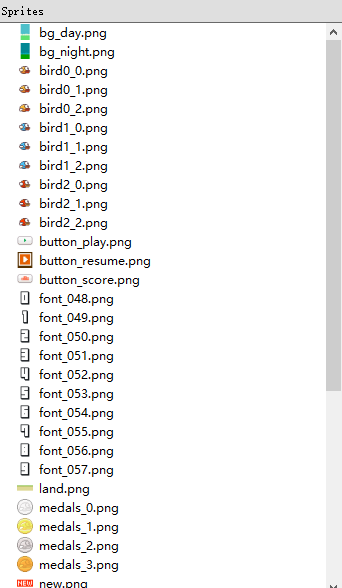 Sprites
bg_day.png
bg_night.png
bird0_0.png
bird0_1.png
bird0_2.png
bird1_0.png
bird1_1.png
bird1_2.png
bird2_0.png
bird2_1.png
bird2_2.png
button_play.png
button_resume.png
button_score.png
font_048.png
font_049.png
font_050.png
font_051.png
font_052.png
font_053.png
font_054.png
font_055.png
font_056.png
font_057.png
land.png
medals_0.png
medals_1.png
medals_2.png
medals_3.png
NEW new.png